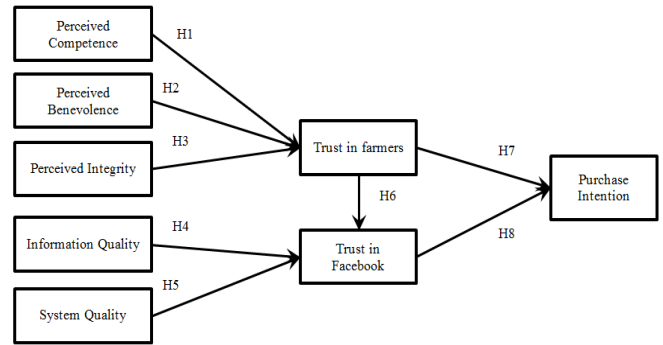 Perceived
Competence
H1
Perceived
Benevolence
H2
Perceived Integrity
H3
Trust in farmers
H7
Purchase
Intention
H6
Information Quality
H4
Trust in
Facebook
H8
System Quality
H5